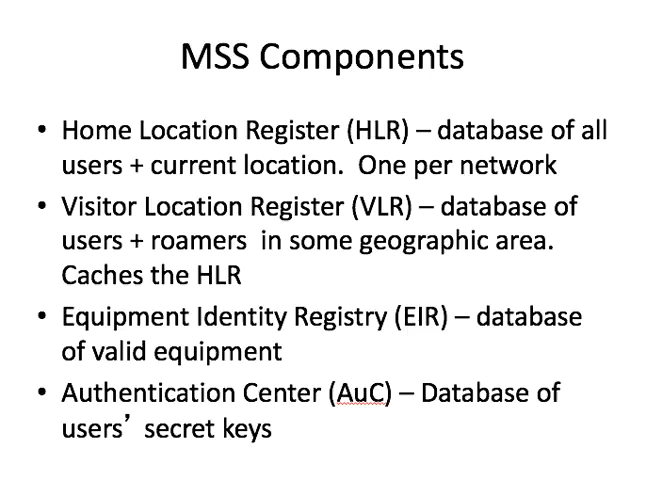 MSS Components
• Home Location Register (HLR) – database of all
users + current location.  One per network
• Visitor Location Register (VLR) – database of
users + roamers  in some geographic area.
Caches the HLR
• Equipment Identity Registry (EIR) – database
of valid equipment
• Authentication Center (AuC) – Database of
users’ secret keys